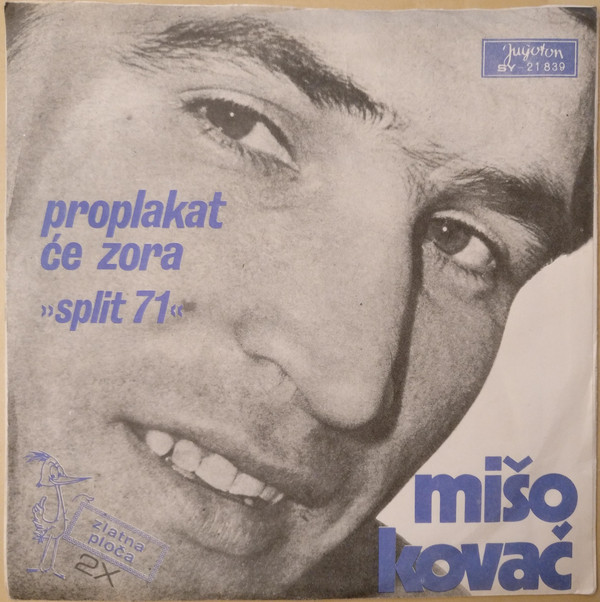 Jugoton
SY - 21 839
proplakat
će zora
»split 71«
mišo
kovač
zlatna
ploča
2X